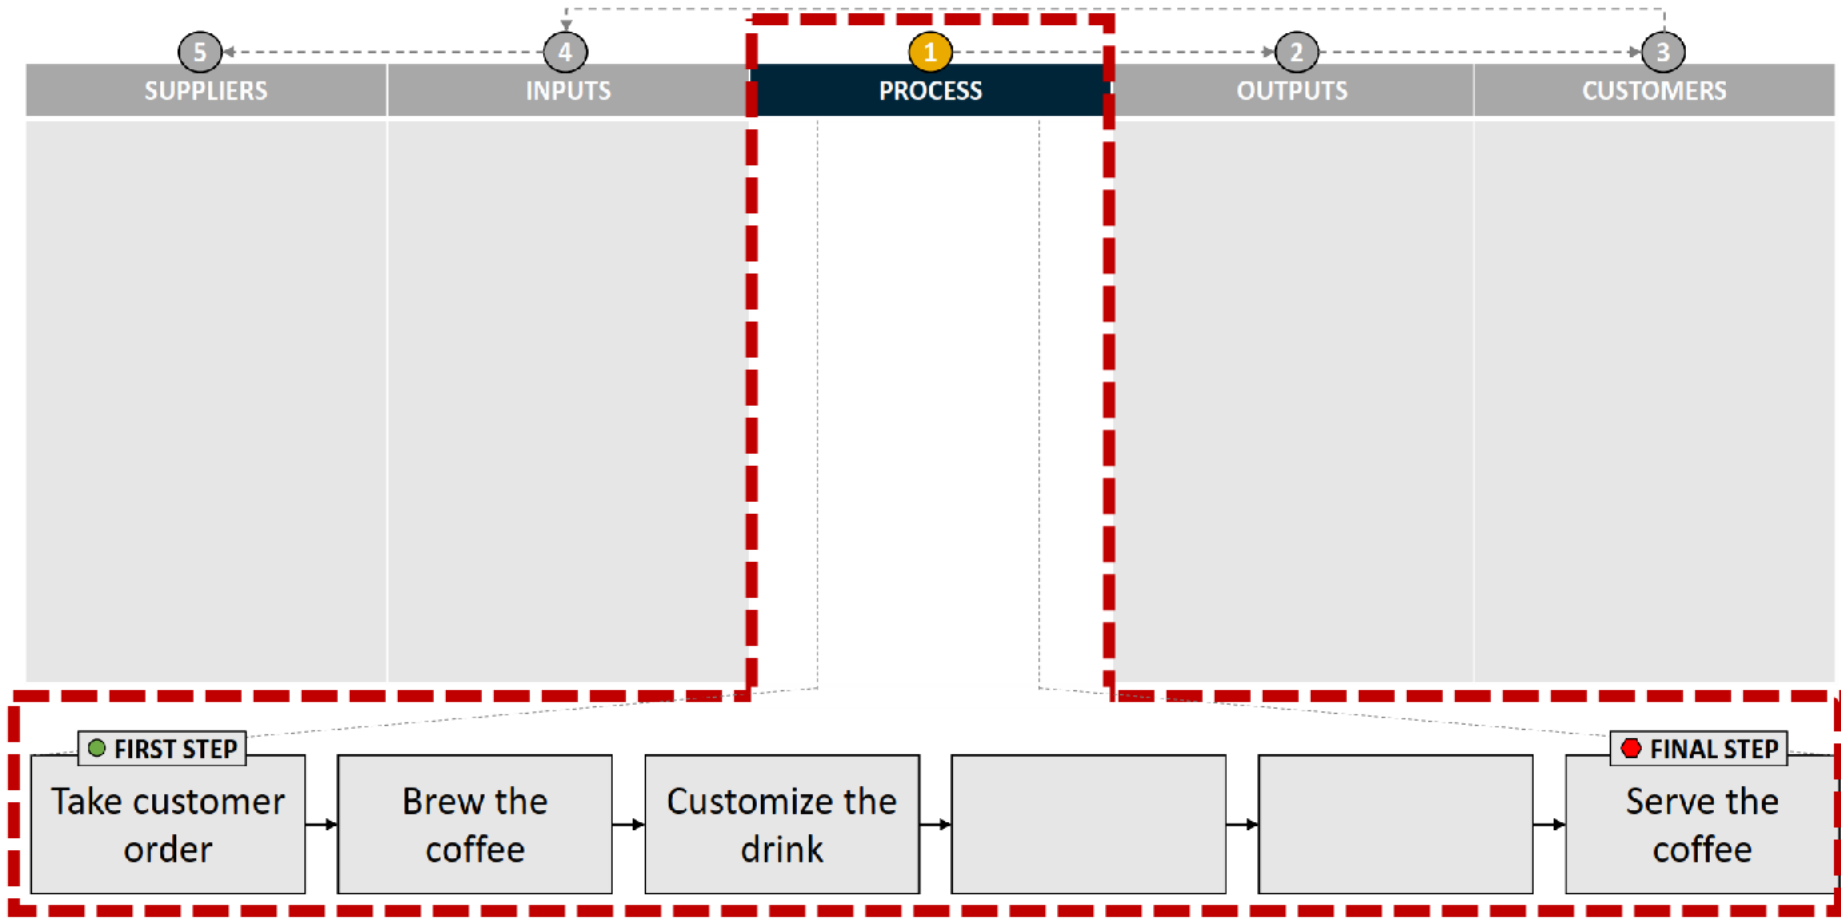 5
4
1
2
3
SUPPLIERS
INPUTS
PROCESS
OUTPUTS
CUSTOMERS
FIRST STEP
FINAL STEP
Take customer
order
Brew the
coffee
Customize the
drink
Serve the
coffee